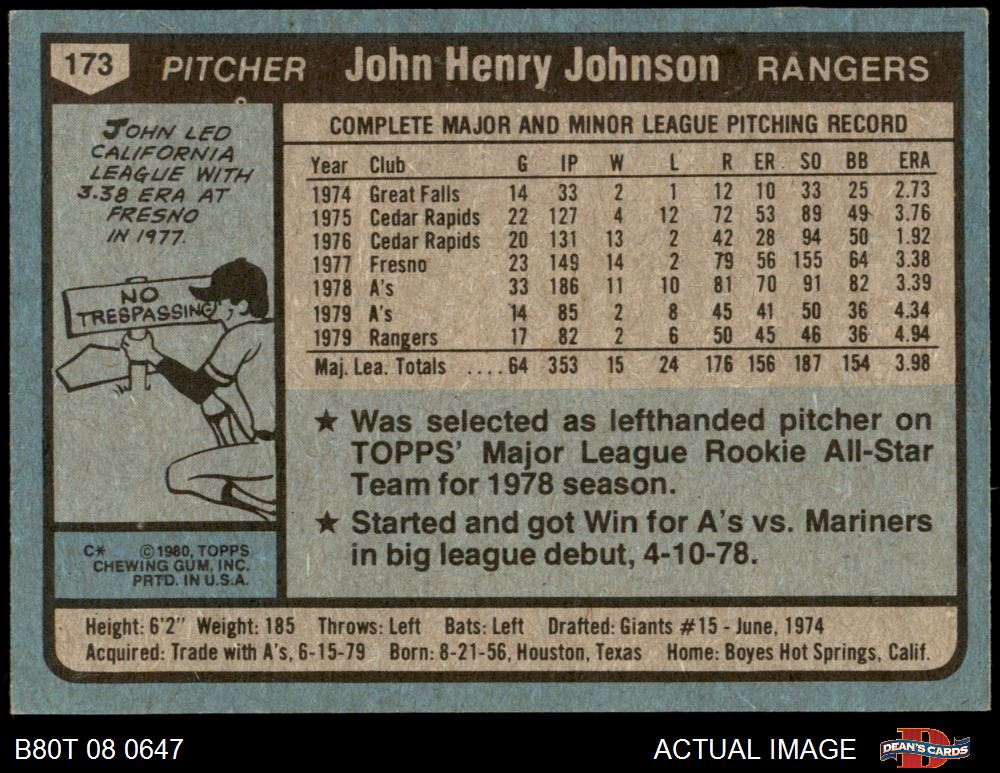 173 PITCHER John Henry Johnson RANGERS
JOHN LED
CALIFORNIA
LEAGUE WITH
3.38 ERA AT
FRESNO
IN 1977.
NO
TRESPASSING
C* ©1980, TOPPS
CHEWING GUM, INC.
PRTD. IN U.S.A.
COMPLETE MAJOR AND MINOR LEAGUE PITCHING RECORD
Year Club G IP W L R ER SO BB ERA
1974 Great Falls 14 33 2 1 12 10 33 25 2.73
1975 Cedar Rapids 22 127 4 12 72 53 89 49 3.76
1976 Cedar Rapids 20 131 13 2 42 28 94 50 1.92
1977 Fresno 23 149 14 2 79 56 155 64 3.38
1978 A's 33 186 11 10 81 70 91 82 3.39
1979 A's 14 85 2 8 45 41 50 36 4.34
1979 Rangers 17 82 2 6 50 45 46 36 4.94
Maj. Lea. Totals ....64 353 15 24 176 156 187 154 3.98
★ Was selected as lefthanded pitcher on
TOPPS' Major League Rookie All-Star
Team for 1978 season.
★ Started and got Win for A's vs. Mariners
in big league debut, 4-10-78.
Height: 6'2" Weight: 185 Throws: Left Bats: Left Drafted: Giants #15 - June, 1974
Acquired: Trade with A's, 6-15-79 Born: 8-21-56, Houston, Texas Home: Boyes Hot Springs, Calif.
B80T 08 0647 ACTUAL IMAGE DEAN'S CARDS